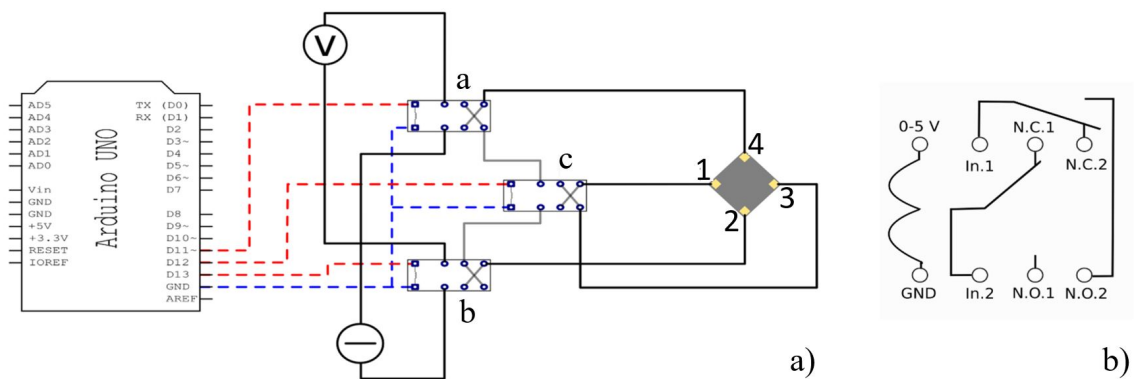 V
a
AD5
AD4
AD3
AD2
AD1
AD0
Vin
GND
GND
+5V
+3.3V
RESET
IOREF
Arduino UNO
TX (D0)
RX (D1)
D2
D3~
D4
D5~
D6~
D7
D8
D9~
D10~
D11~
D12
D13
GND
AREF
c
b
4
1
3
2
a)
0-5 V
In.1
N.C.1
N.C.2
GND
In.2
N.O.1
N.O.2
b)